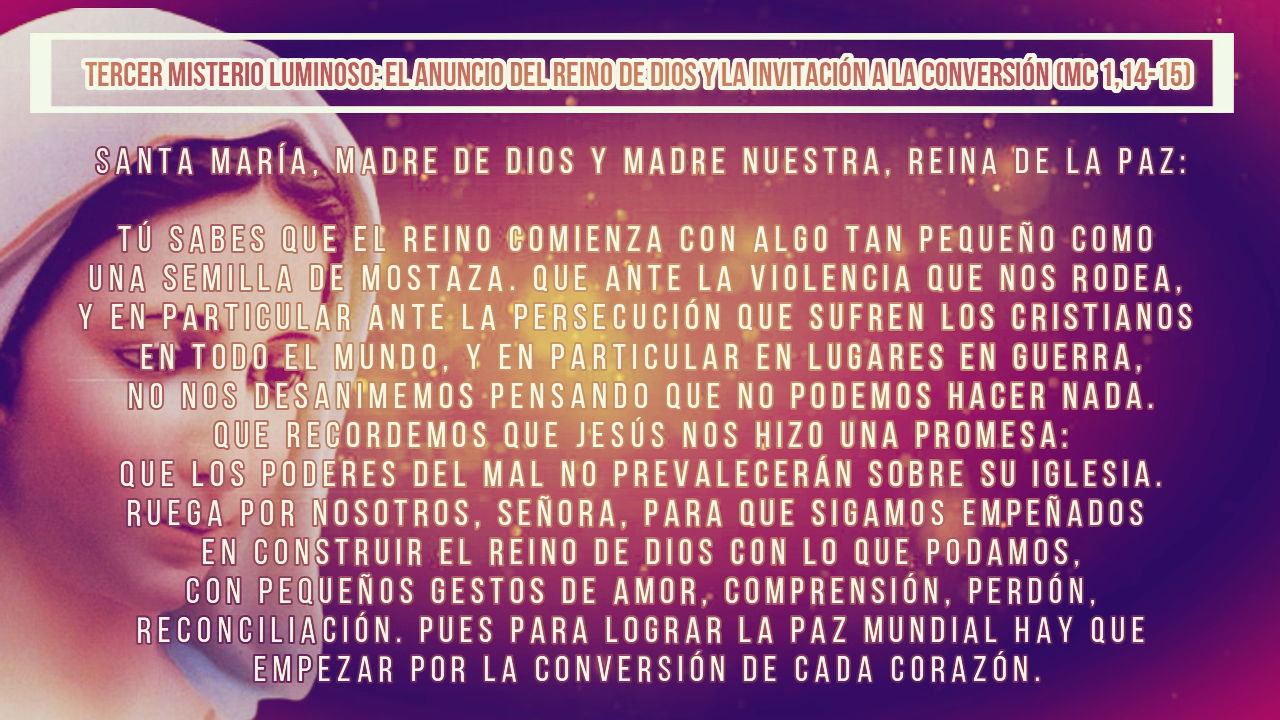 TERCER MISTERIO LUMINOSO: EL ANUNCIO DEL REINO DE DIOS Y LA INVITACIÓN A LA CONVERSIÓN (MC 1,14-15)
SANTA MARÍA, MADRE DE DIOS Y MADRE NUESTRA, REINA DE LA PAZ:
TÚ SABES QUE EL REINO COMIENZA CON ALGO TAN PEQUEÑO COMO
UNA SEMILLA DE MOSTAZA. QUE ANTE LA VIOLENCIA QUE NOS RODEA,
Y EN PARTICULAR ANTE LA PERSECUCIÓN QUE SUFREN LOS CRISTIANOS
EN TODO EL MUNDO, Y EN PARTICULAR EN LUGARES EN GUERRA,
NO NOS DESANIMEMOS PENSANDO QUE NO PODEMOS HACER NADA.
QUE RECORDEMOS QUE JESÚS NOS HIZO UNA PROMESA:
QUE LOS PODERES DEL MAL NO PREVALECERÁN SOBRE SU IGLESIA.
RUEGA POR NOSOTROS, SEÑORA, PARA QUE SIGAMOS EMPEÑADOS
EN CONSTRUIR EL REINO DE DIOS CON LO QUE PODAMOS,
CON PEQUEÑOS GESTOS DE AMOR, COMPRENSIÓN, PERDÓN,
RECONCILIACIÓN. PUES PARA LOGRAR LA PAZ MUNDIAL HAY QUE
EMPEZAR POR LA CONVERSIÓN DE CADA CORAZÓN.